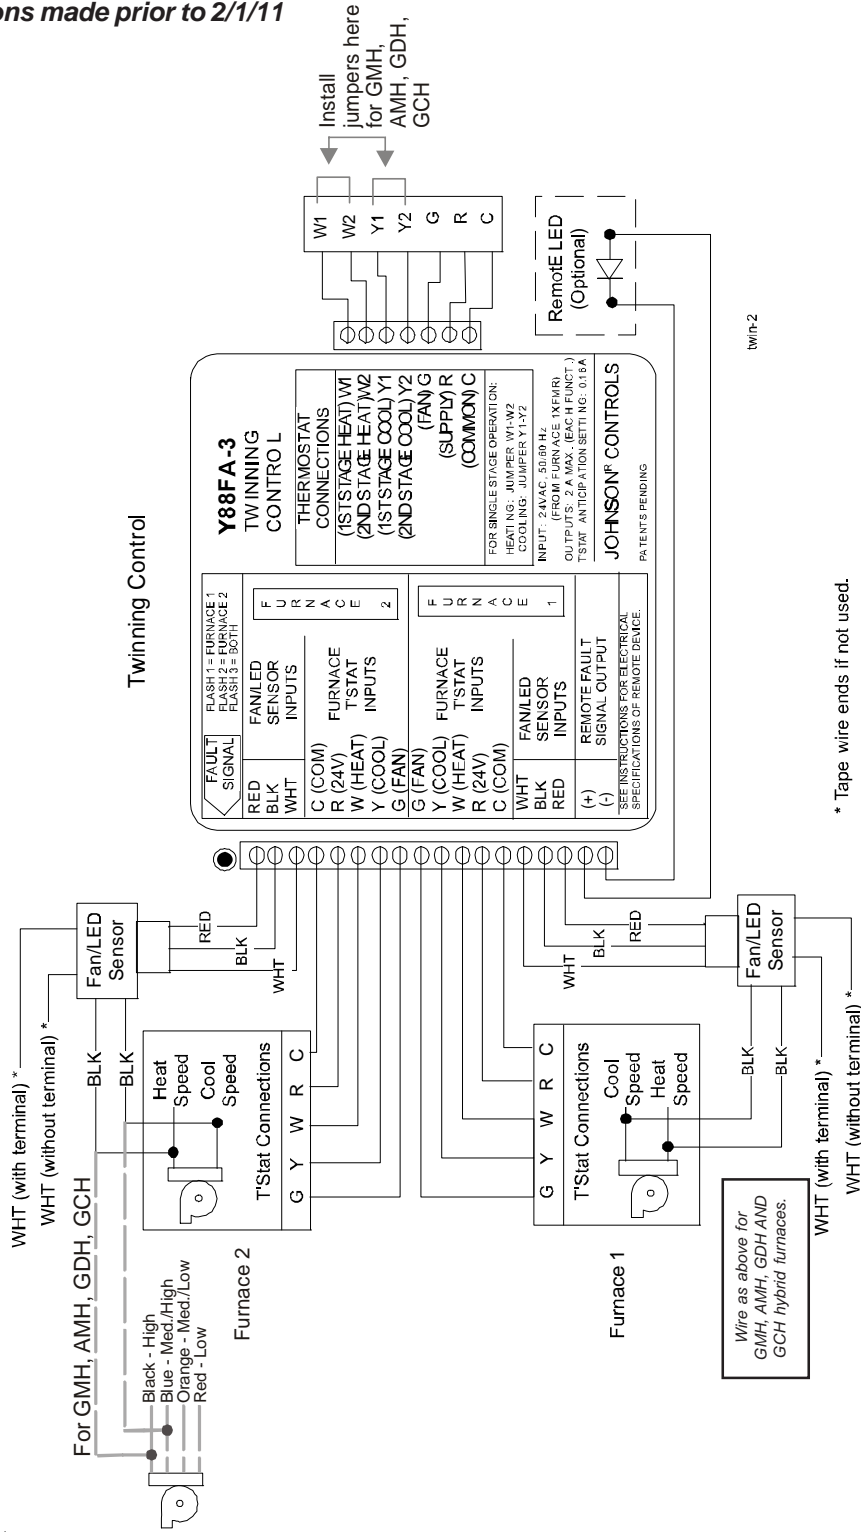 ons made prior to 2/1/11
Install
jumpers here
for GMH,
AMH, GDH,
GCH
W1
W2
Y1
Y2
G
R
C
RemotE LED
(Optional)
twin-2
Twinning Control
Y88FA-3
TWINNING
CONTROL
THERMOSTAT
CONNECTIONS
(1ST STAGE HEAT) W1
(2ND STAGE HEAT) W2
(1ST STAGE COOL) Y1
(2ND STAGE COOL) Y2
(FAN) G
(SUPPLY) R
(COMMON) C
FOR SINGLE STAGE OPERATION:
HEATING: JUMPER W1-W2
COOLING: JUMPER Y1-Y2
INPUT: 24VAC, 50/60 Hz
(FROM FURNACE 1XFMR)
OUTPUTS: 2 A MAX. (EACH FUNCT.)
T'STAT ANTICIPATION SETTING: 0.16A
JOHNSON® CONTROLS
PATENTS PENDING
FAULT
SIGNAL
FLASH 1 = FURNACE 1
FLASH 2 = FURNACE 2
FLASH 3 = BOTH
RED
BLK
WHT
FAN/LED
SENSOR
INPUTS
FURNACE 2
C (COM)
R (24V)
W (HEAT)
Y (COOL)
G (FAN)
FURNACE
T'STAT
INPUTS
G (FAN)
Y (COOL)
W (HEAT)
R (24V)
C (COM)
FURNACE
T'STAT
INPUTS
FURNACE 1
WHT
BLK
RED
FAN/LED
SENSOR
INPUTS
(+)
(-)
REMOTE FAULT
SIGNAL OUTPUT
SEE INSTRUCTIONS FOR ELECTRICAL
SPECIFICATIONS OF REMOTE DEVICE.
* Tape wire ends if not used.
Fan/LED
Sensor
RED
BLK
WHT
WHT
BLK
RED
Fan/LED
Sensor
WHT (with terminal) *
WHT (without terminal) *
BLK
BLK
Heat
Speed
Cool
Speed
T'Stat Connections
G Y W R C
Furnace 2
For GMH, AMH, GDH, GCH
Black - High
Blue - Med./High
Orange - Med./Low
Red - Low
T'Stat Connections
G Y W R C
Cool
Speed
Heat
Speed
Furnace 1
BLK
BLK
WHT (with terminal) *
WHT (without terminal) *
Wire as above for
GMH, AMH, GDH AND
GCH hybrid furnaces.